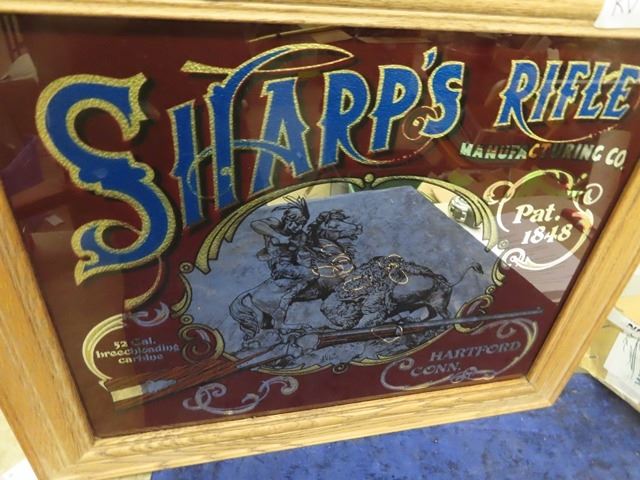 SHARP'S RIFLE
MANUFACTURING CO.
Pat.
1848
52 Cal.
breechloading
carbine
HARTFORD
CONN.